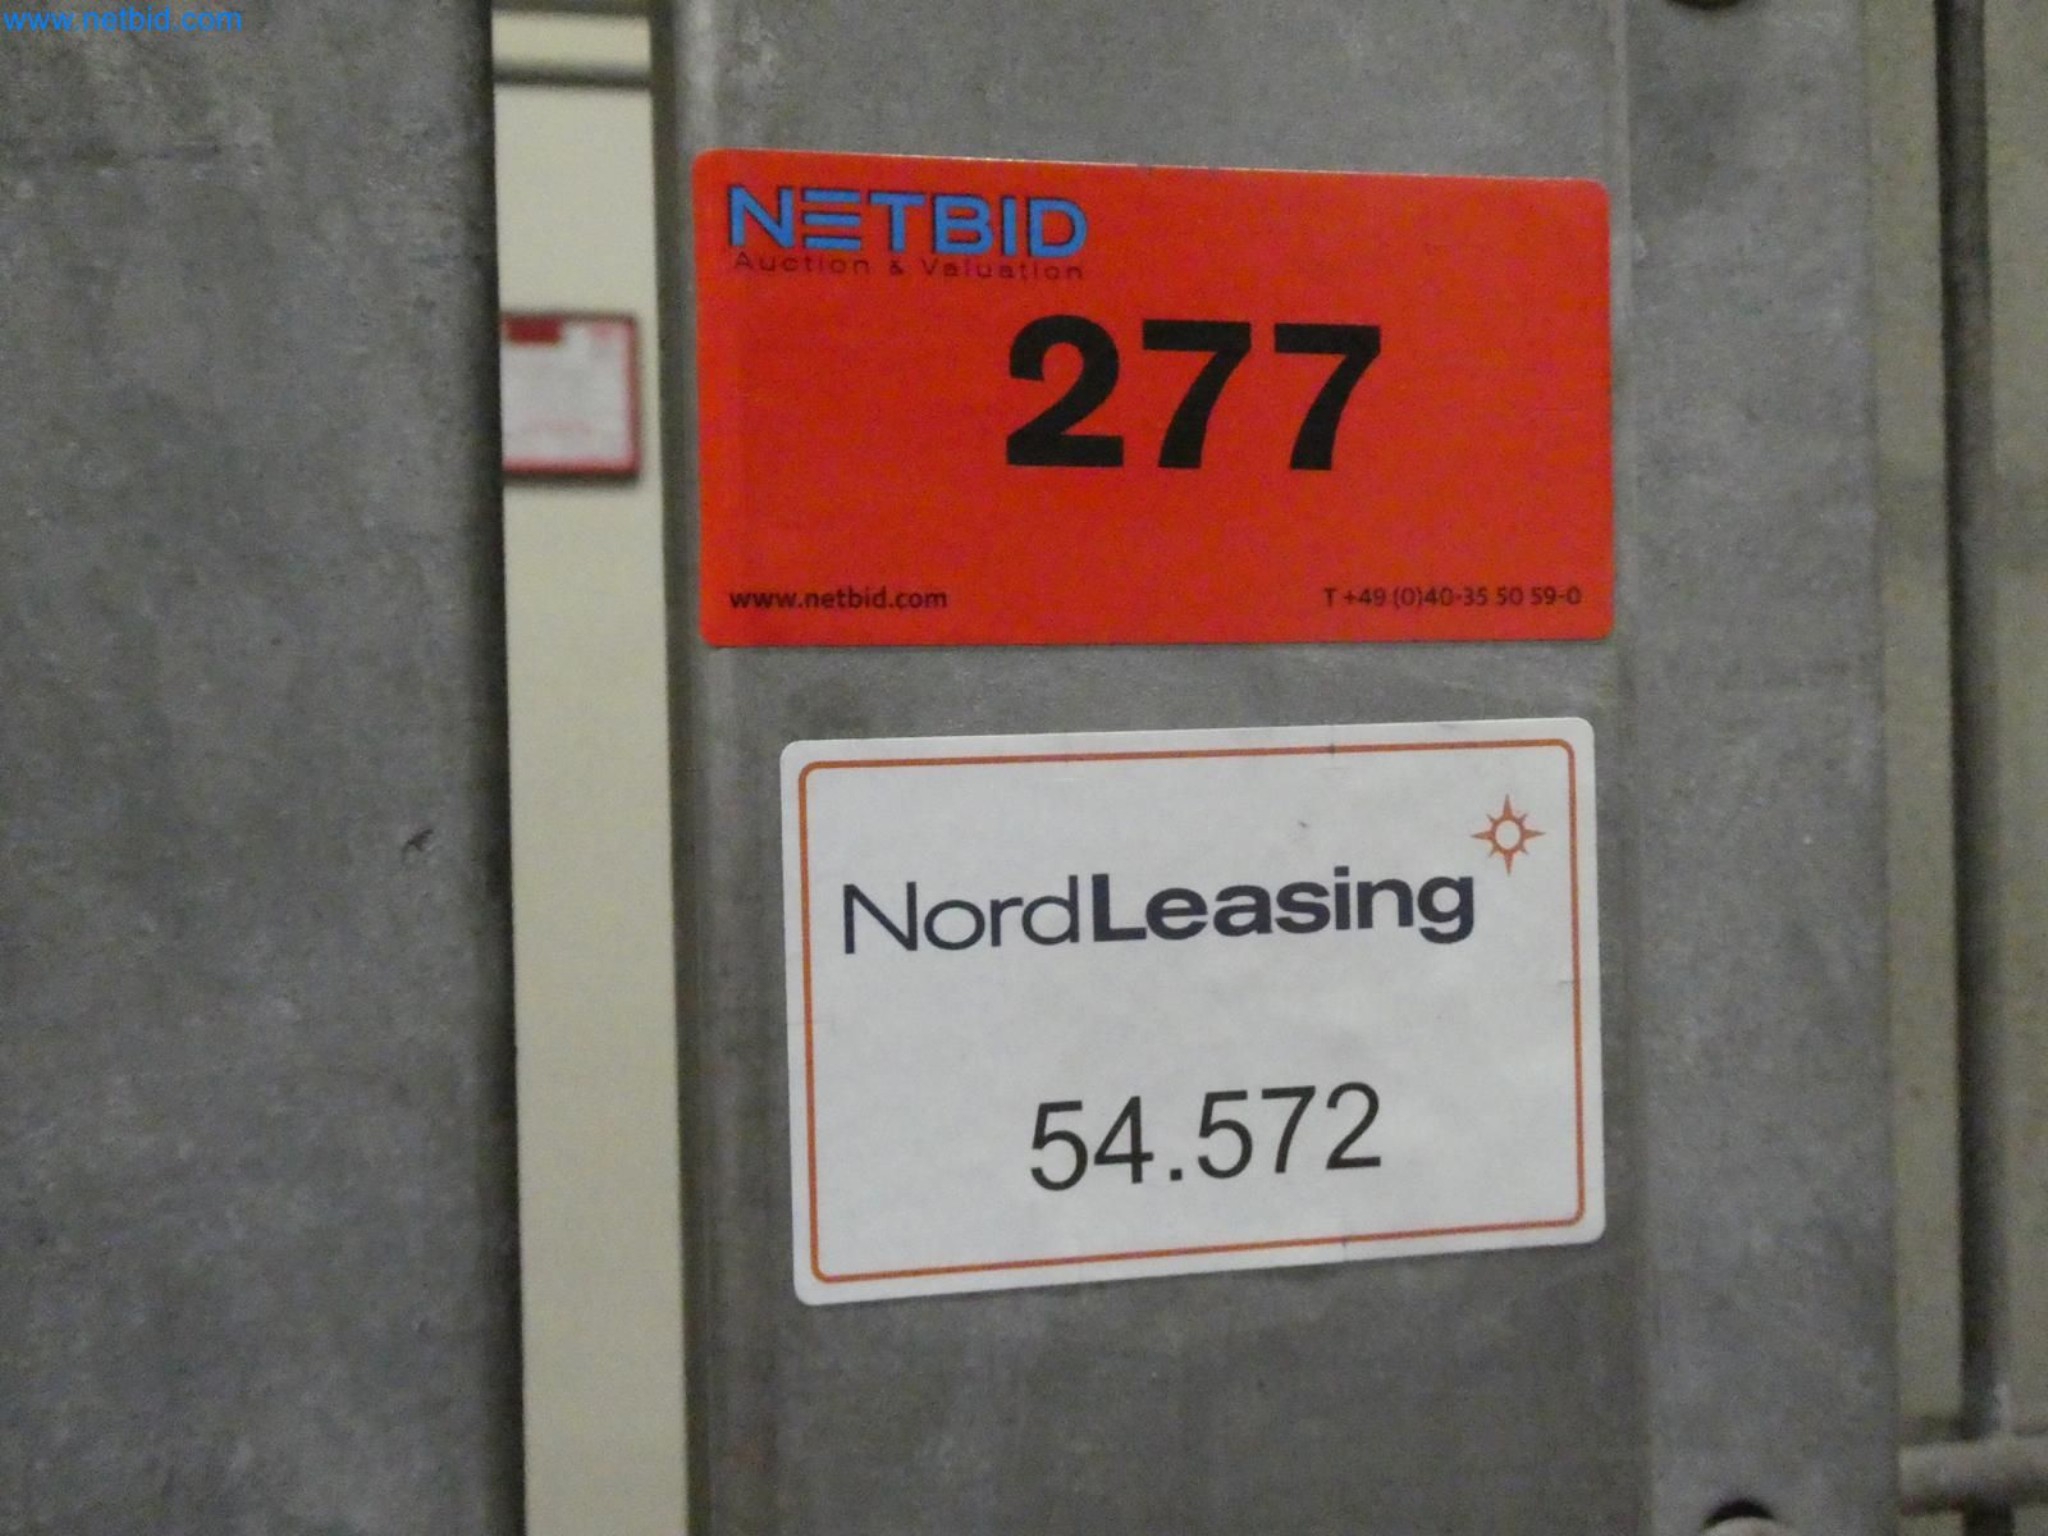 www.netbid.com
NETBID
Auction & Valuation
277
www.netbid.com T +49 (0)40-35 50 59-0
NordLeasing
54.572